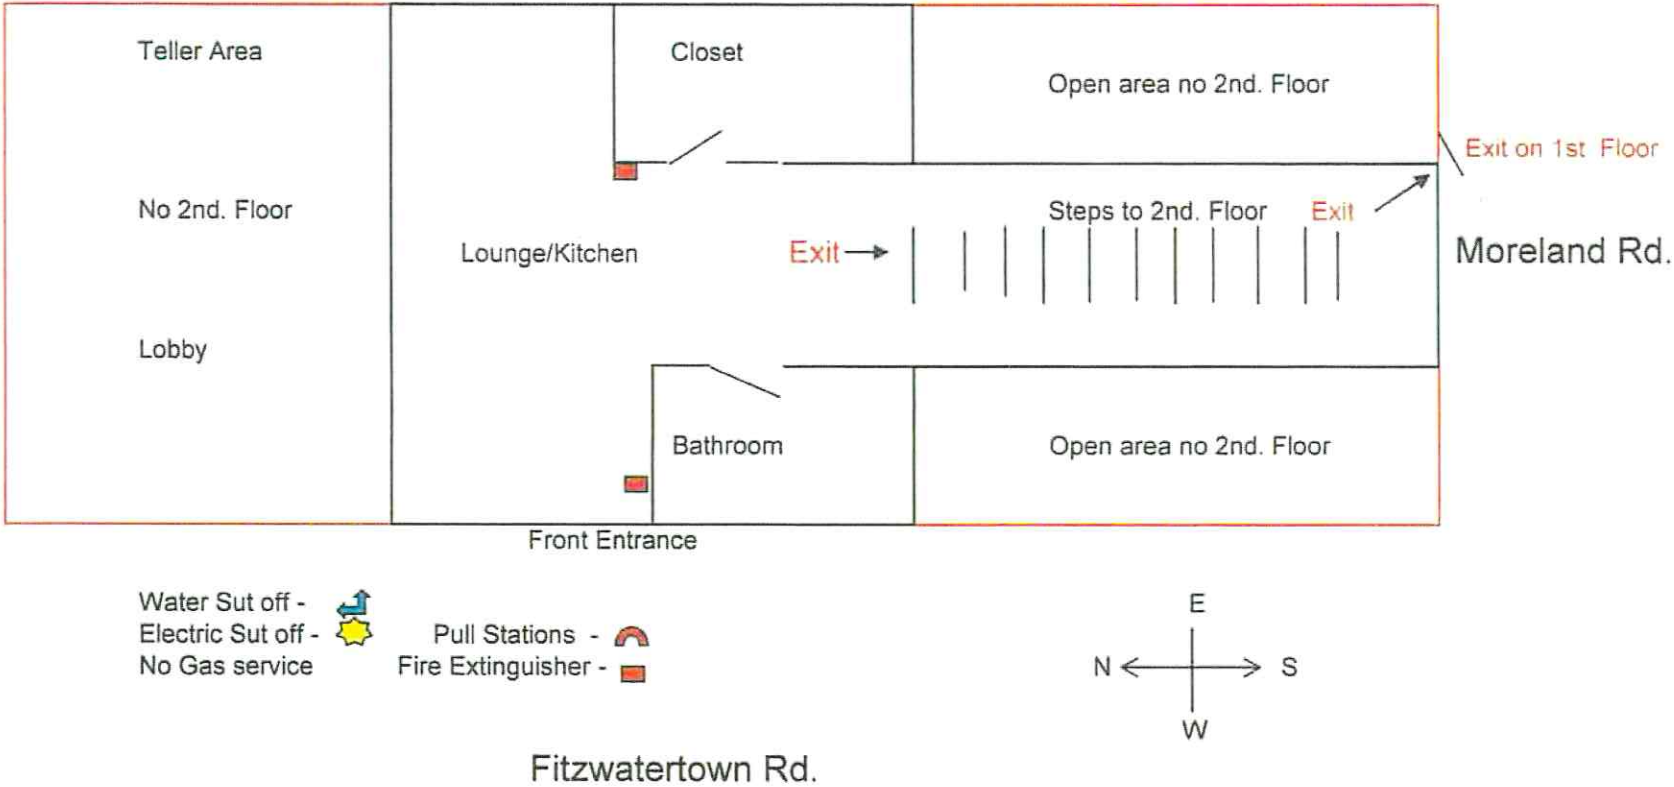 Teller Area
Closet
Open area no 2nd. Floor
Exit on 1st Floor
No 2nd. Floor
Steps to 2nd. Floor
Exit
Lounge/Kitchen
Exit
Moreland Rd.
Lobby
Bathroom
Open area no 2nd. Floor
Front Entrance
Water Sut off -
Electric Sut off -
No Gas service
Pull Stations -
Fire Extinguisher -
E
N
S
W
Fitzwatertown Rd.